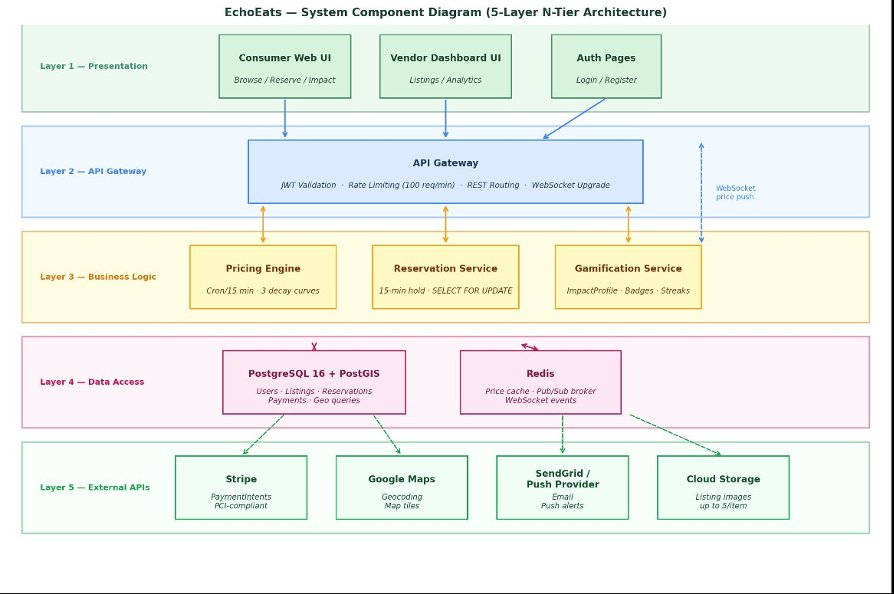 EchoEats — System Component Diagram (5-Layer N-Tier Architecture)
Layer 1 — Presentation
Consumer Web UI
Browse / Reserve / Impact
Vendor Dashboard UI
Listings / Analytics
Auth Pages
Login / Register
Layer 2 — API Gateway
API Gateway
JWT Validation · Rate Limiting (100 req/min) · REST Routing · WebSocket Upgrade
WebSocket
price push
Layer 3 — Business Logic
Pricing Engine
Cron/15 min · 3 decay curves
Reservation Service
15-min hold · SELECT FOR UPDATE
Gamification Service
ImpactProfile · Badges · Streaks
Layer 4 — Data Access
PostgreSQL 16 + PostGIS
Users · Listings · Reservations
Payments · Geo queries
Redis
Price cache · Pub/Sub broker
WebSocket events
Layer 5 — External APIs
Stripe
PaymentIntents
PCI-compliant
Google Maps
Geocoding
Map tiles
SendGrid /
Push Provider
Email
Push alerts
Cloud Storage
Listing images
up to 5/item